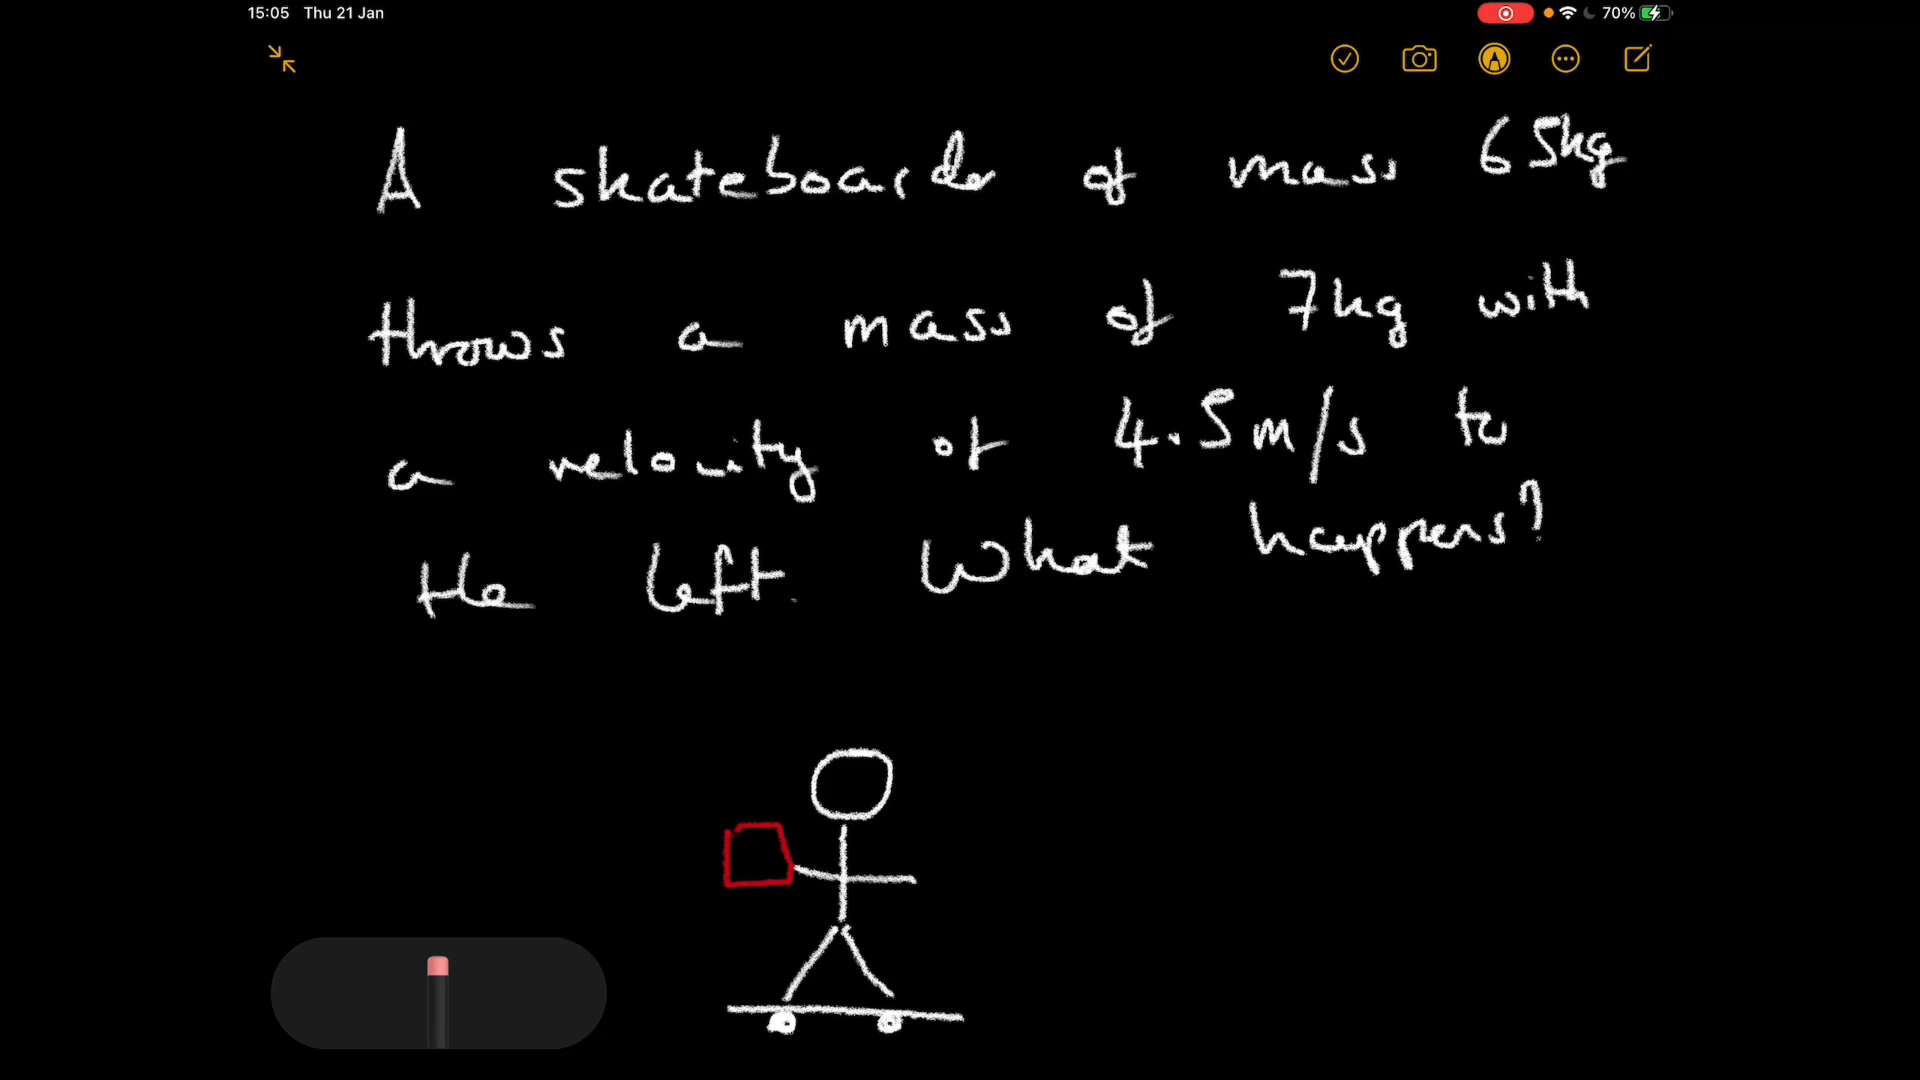 15:05 Thu 21 Jan
70%
A skateboarder of mass 65kg
throws a mass of 7kg with
a velocity of 4.5m/s to
the left. What happens?